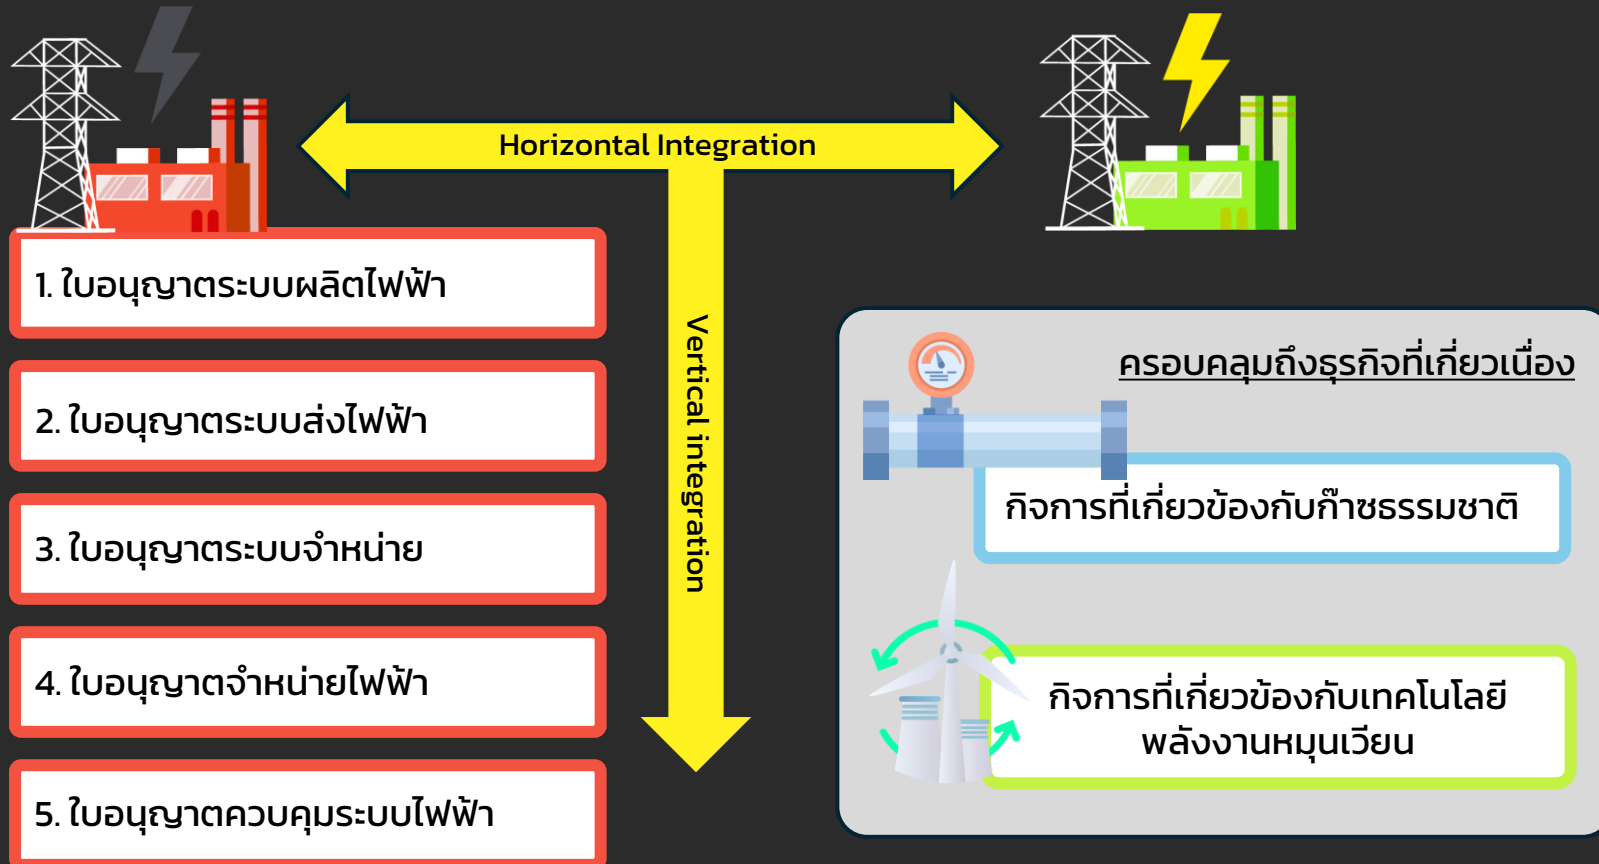 Horizontal Integration
Vertical integration
1. ใบอนุญาตระบบผลิตไฟฟ้า
2. ใบอนุญาตระบบส่งไฟฟ้า
3. ใบอนุญาตระบบจำหน่าย
4. ใบอนุญาตจำหน่ายไฟฟ้า
5. ใบอนุญาตควบคุมระบบไฟฟ้า
ครอบคลุมถึงธุรกิจที่เกี่ยวเนื่อง
กิจการที่เกี่ยวข้องกับก๊าซธรรมชาติ
กิจการที่เกี่ยวข้องกับเทคโนโลยี
พลังงานหมุนเวียน